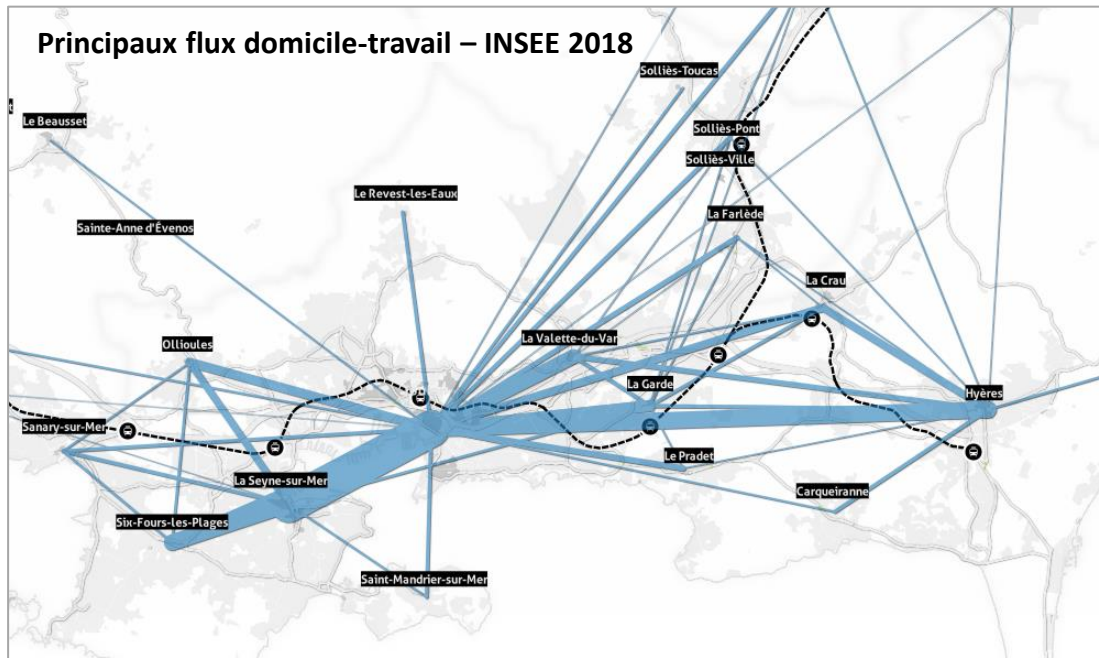 Principaux flux domicile-travail – INSEE 2018
Solliès-Toucas
Le Beausset
Solliès-Pont
Solliès-Ville
Le Revest-les-Eaux
La Farlède
Sainte-Anne d'Évenos
La Crau
La Valette-du-Var
Ollioules
La Garde
Hyères
Sanary-sur-Mer
Le Pradet
La Seyne-sur-Mer
Carqueiranne
Six-Fours-les-Plages
Saint-Mandrier-sur-Mer